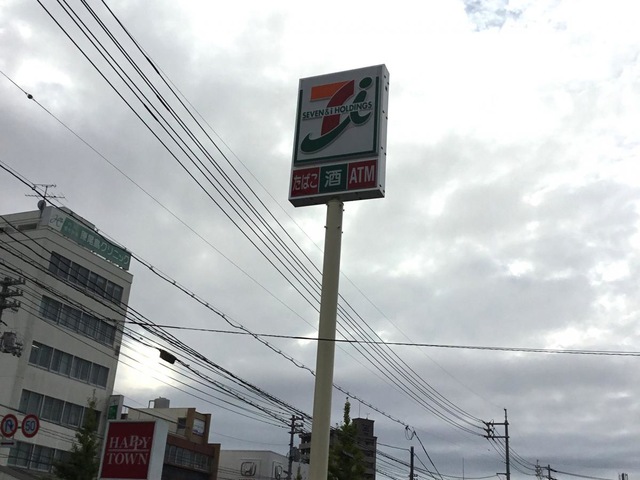 SEVEN & i HOLDINGS
たばこ 酒 ATM
HAPPY
TOWN